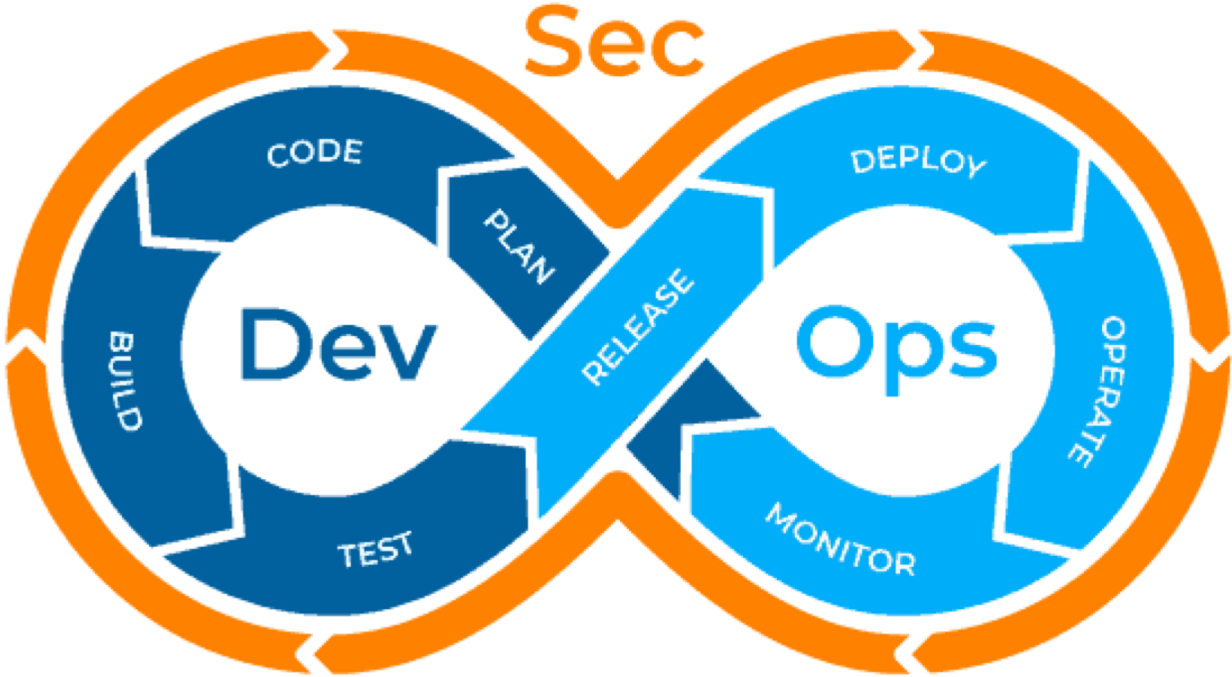 Sec
CODE
DEPLOY
PLAN
Dev
RELEASE
Ops
BUILD
OPERATE
TEST
MONITOR